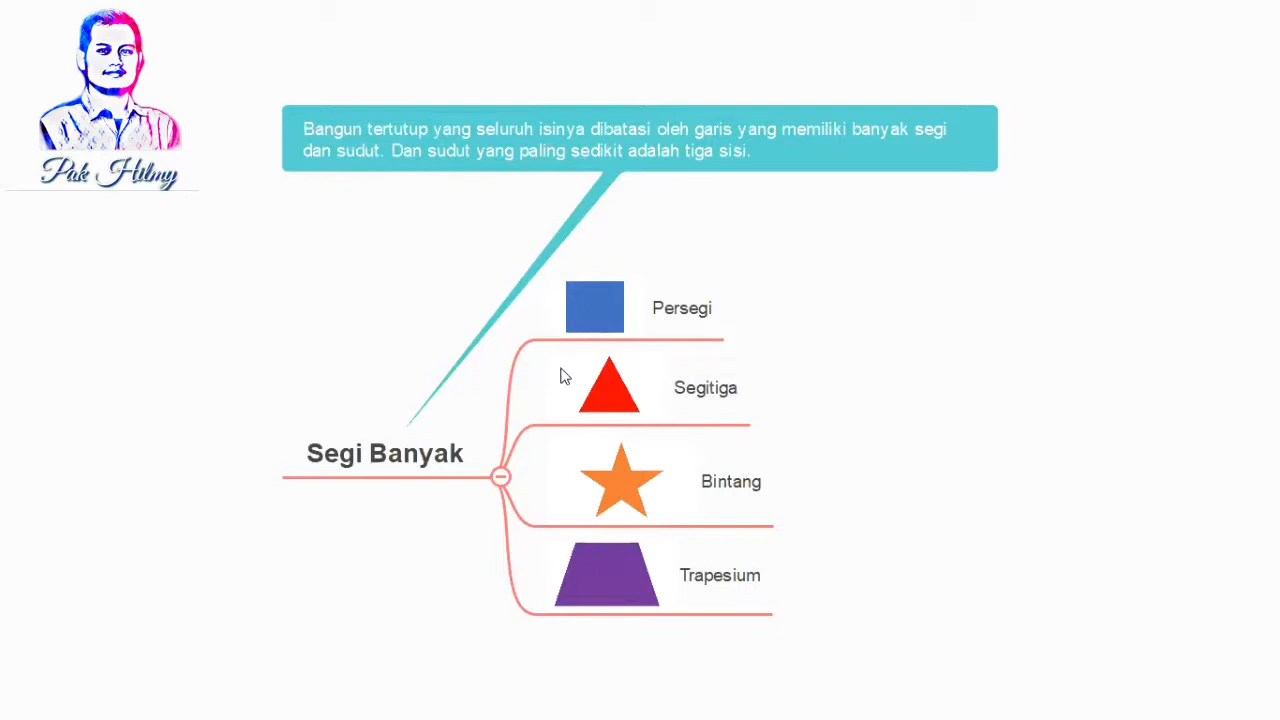 Pak Hilmy
Bangun tertutup yang seluruh isinya dibatasi oleh garis yang memiliki banyak segi
dan sudut. Dan sudut yang paling sedikit adalah tiga sisi.
Persegi
Segitiga
Segi Banyak
Bintang
Trapesium